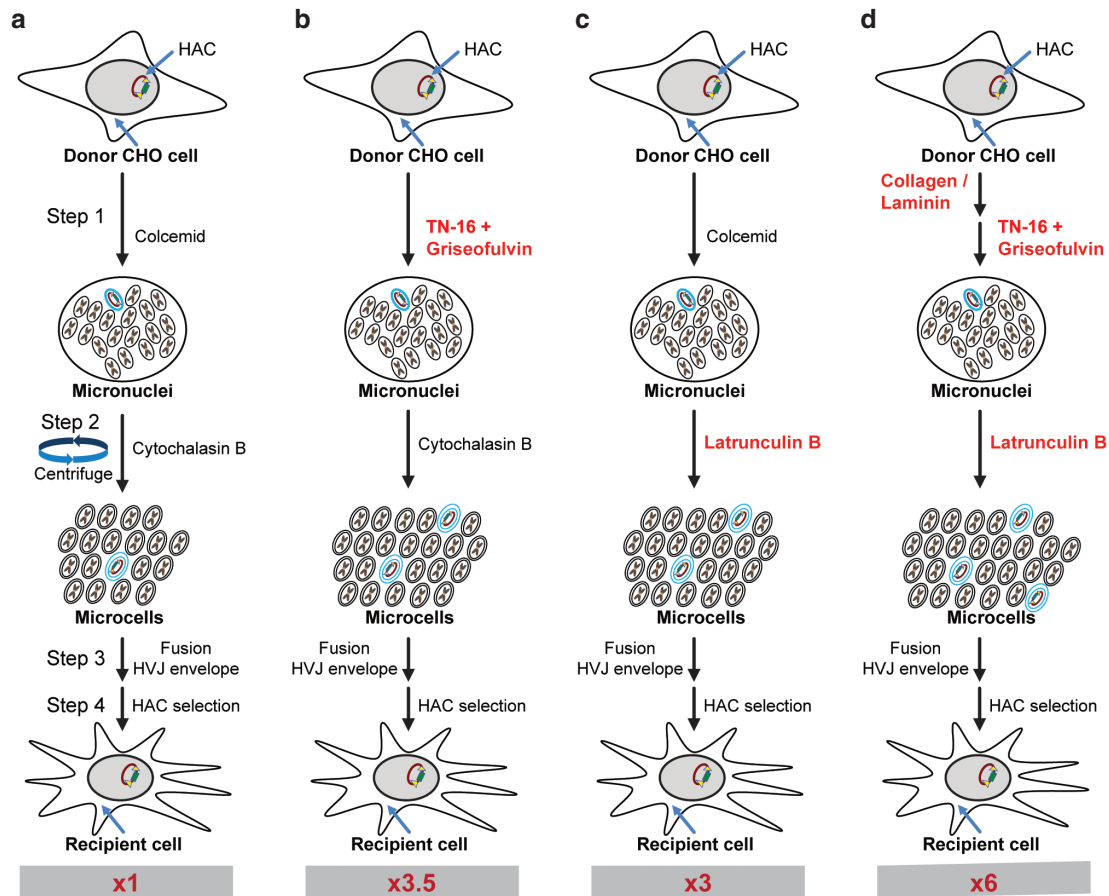 a
HAC
Donor CHO cell
Step 1
Colcemid
Micronuclei
Step 2
Centrifuge
Cytochalasin B
Microcells
Step 3
Fusion
HVJ envelope
Step 4
HAC selection
Recipient cell
x1
b
HAC
Donor CHO cell
TN-16 +
Griseofulvin
Micronuclei
Cytochalasin B
Microcells
Fusion
HVJ envelope
HAC selection
Recipient cell
x3.5
c
HAC
Donor CHO cell
Colcemid
Micronuclei
Latrunculin B
Microcells
Fusion
HVJ envelope
HAC selection
Recipient cell
x3
d
HAC
Donor CHO cell
Collagen /
Laminin
TN-16 +
Griseofulvin
Micronuclei
Latrunculin B
Microcells
Fusion
HVJ envelope
HAC selection
Recipient cell
x6